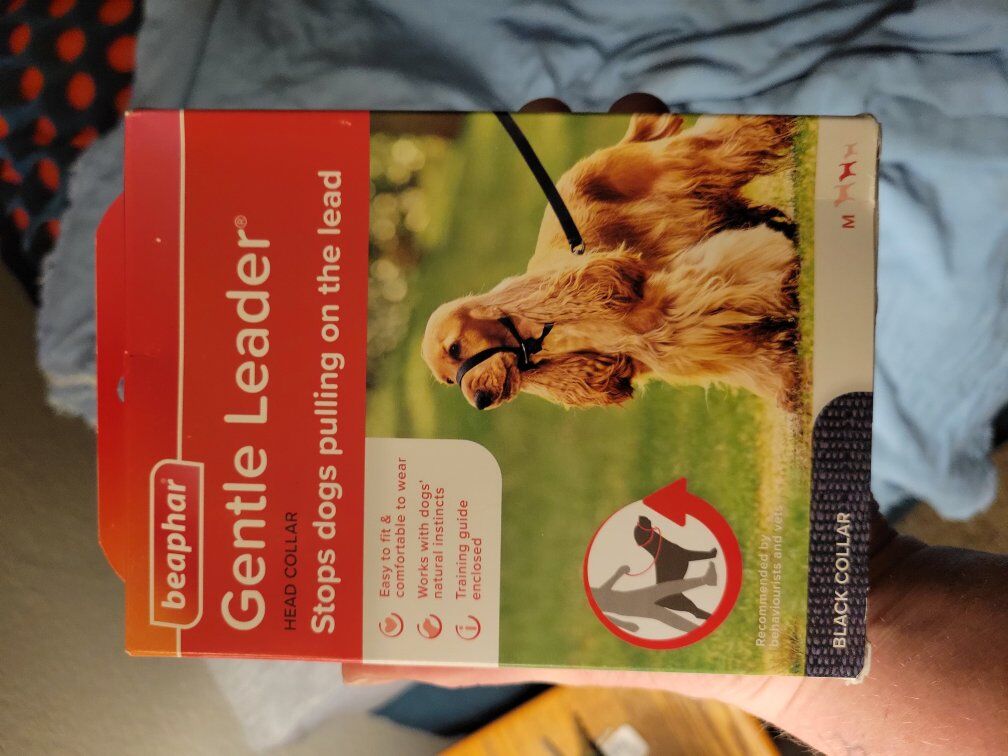 beaphar®
Gentle Leader®
HEAD COLLAR
Stops dogs pulling on the lead
Easy to fit &
comfortable to wear
Works with dogs'
natural instincts
Training guide
enclosed
Recommended by
behaviourists and vets
BLACK COLLAR
M